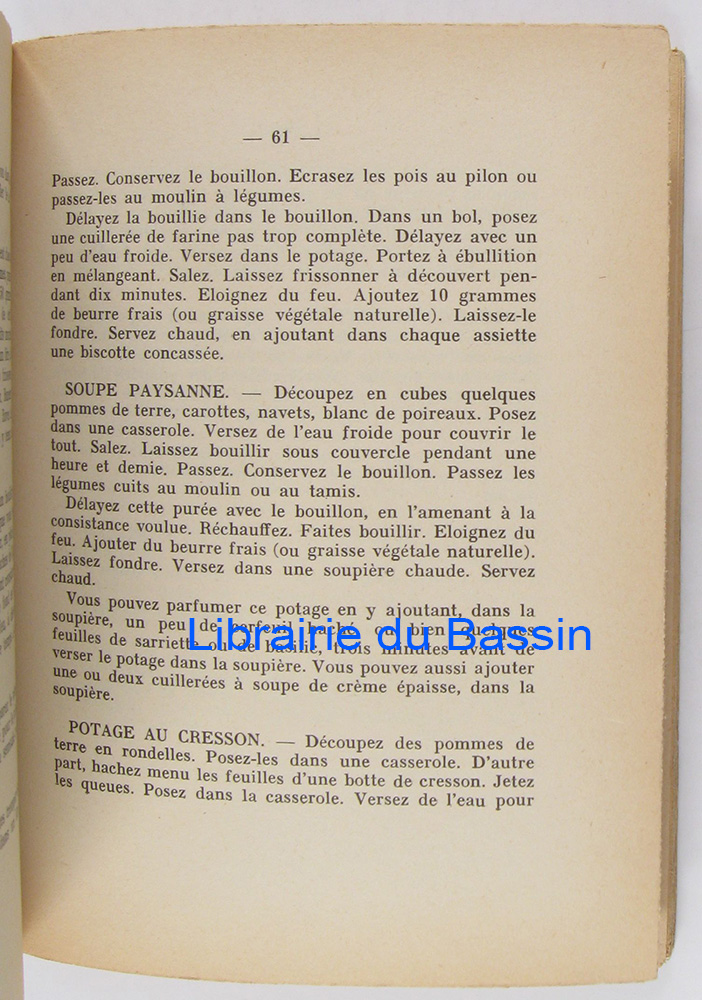 — 61 —
Passez. Conservez le bouillon. Ecrasez les pois au pilon ou
passez-les au moulin à légumes.
Délayez la bouillie dans le bouillon. Dans un bol, posez
une cuillerée de farine pas trop complète. Délayez avec un
peu d'eau froide. Versez dans le potage. Portez à ébullition
en mélangeant. Salez. Laissez frissonner à découvert pen-
dant dix minutes. Eloignez du feu. Ajoutez 10 grammes
de beurre frais (ou graisse végétale naturelle). Laissez-le
fondre. Servez chaud, en ajoutant dans chaque assiette
une biscotte concassée.
SOUPE PAYSANNE. — Découpez en cubes quelques
pommes de terre, carottes, navets, blanc de poireaux. Posez
dans une casserole. Versez de l'eau froide pour couvrir le
tout. Salez. Laissez bouillir sous couvercle pendant une
heure et demie. Passez. Conservez le bouillon. Passez les
légumes cuits au moulin ou au tamis.
Délayez cette purée avec le bouillon, en l'amenant à la
consistance voulue. Réchauffez. Faites bouillir. Eloignez du
feu. Ajouter du beurre frais (ou graisse végétale naturelle).
Laissez fondre. Versez dans une soupière chaude. Servez
chaud.
Vous pouvez parfumer ce potage en y ajoutant, dans la
soupière, un peu de cerfeuil haché ou bien quelques
feuilles de sarriette ou de basilic, trois minutes avant de
Librairie du Bassin
verser le potage dans la soupière. Vous pouvez aussi ajouter
une ou deux cuillerées à soupe de crème épaisse, dans la
soupière.
POTAGE AU CRESSON. — Découpez des pommes de
terre en rondelles. Posez-les dans une casserole. D'autre
part, hachez menu les feuilles d'une botte de cresson. Jetez
les queues. Posez dans la casserole. Versez de l'eau pour